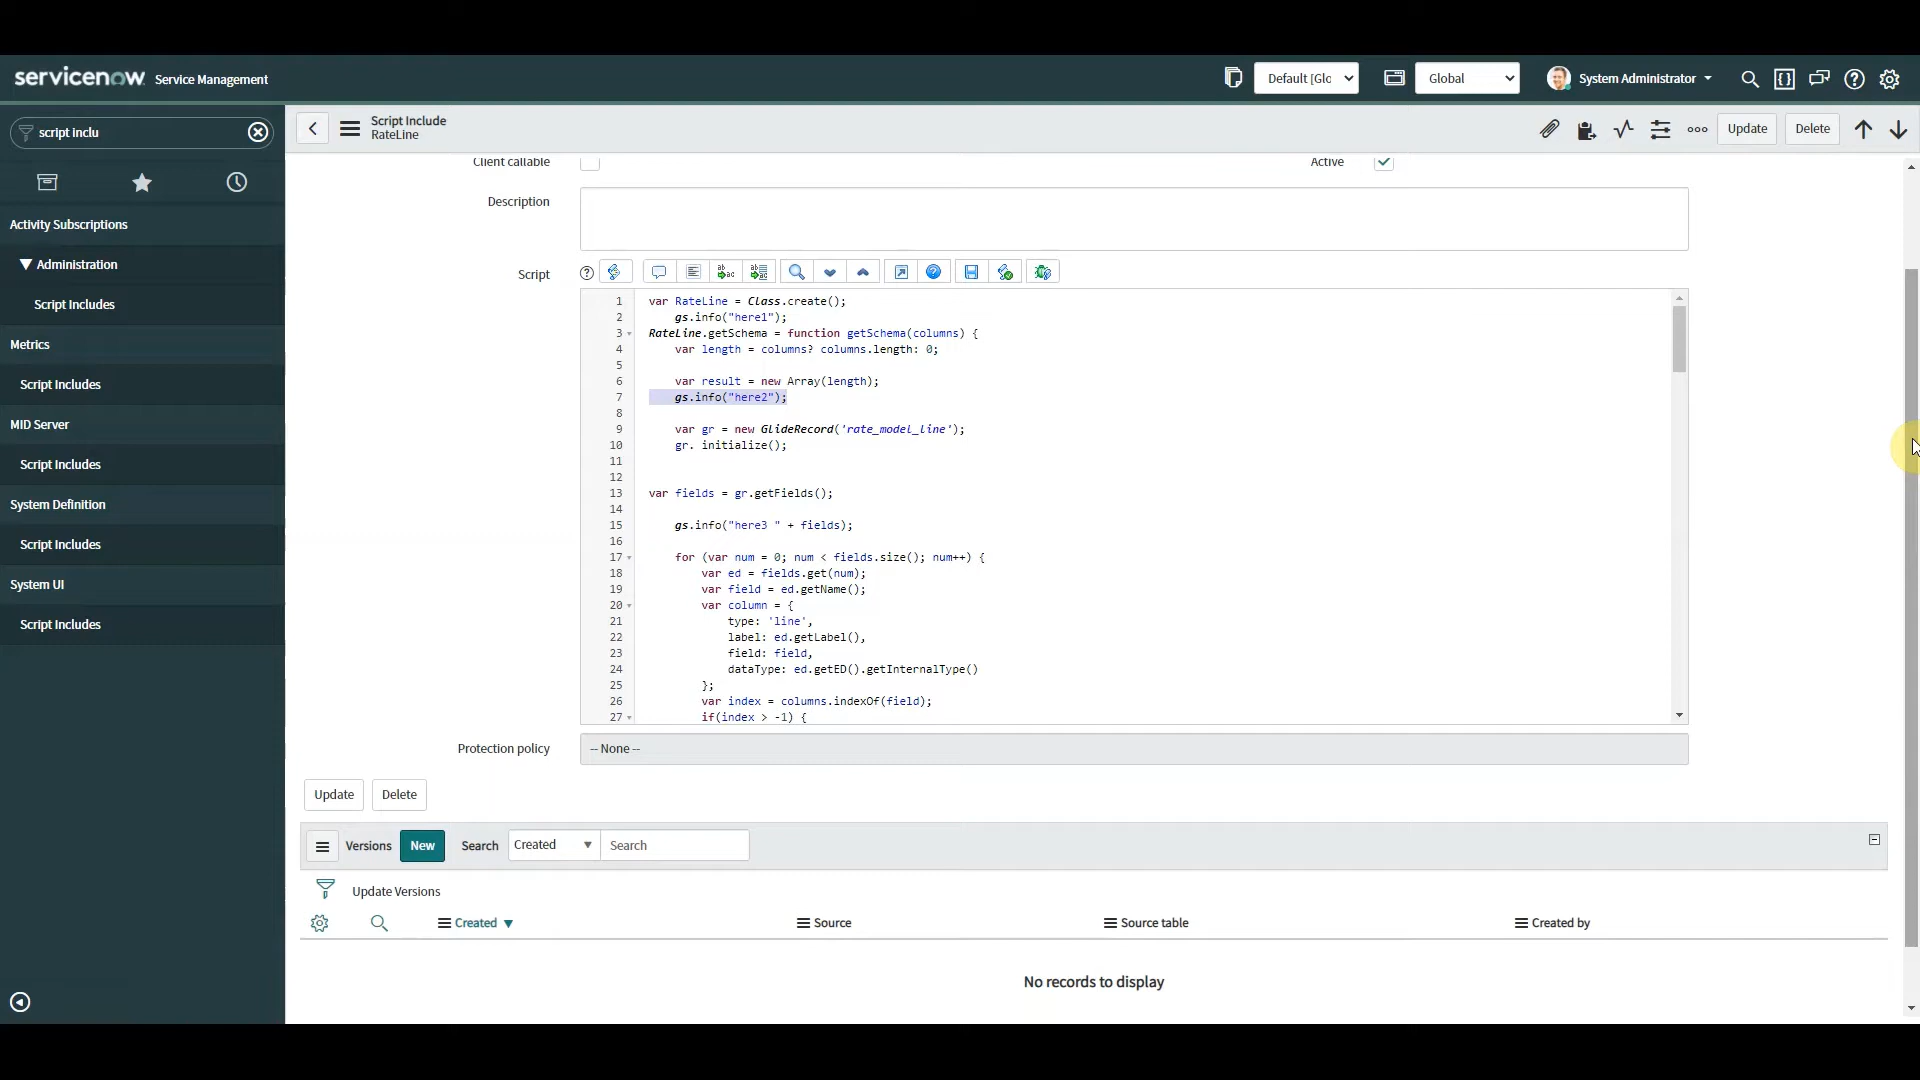 servicenow Service Management
Default [Glo
Global
System Administrator
script inclu
Script Include
RateLine
Update
Delete
Activity Subscriptions
Administration
Script Includes
Metrics
Script Includes
MID Server
Script Includes
System Definition
Script Includes
System UI
Script Includes
Client callable
Active
Description
Script
1 var RateLine = Class.create();
2 gs.info("here1");
3 RateLine.getSchema = function getSchema(columns) {
4 var length = columns? columns.length: 0;
5
6 var result = new Array(length);
7 gs.info("here2");
8
9 var gr = new GlideRecord('rate_model_line');
10 gr. initialize();
11
12
13 var fields = gr.getFields();
14
15 gs.info("here3 " + fields);
16
17 for (var num = 0; num < fields.size(); num++) {
18 var ed = fields.get(num);
19 var field = ed.getName();
20 var column = {
21 type: 'line',
22 label: ed.getLabel(),
23 field: field,
24 dataType: ed.getED().getInternalType()
25 };
26 var index = columns.indexOf(field);
27 if(index > -1) {
Protection policy
-- None --
Update
Delete
Versions
New
Search
Created
Search
Update Versions
Created
Source
Source table
Created by
No records to display